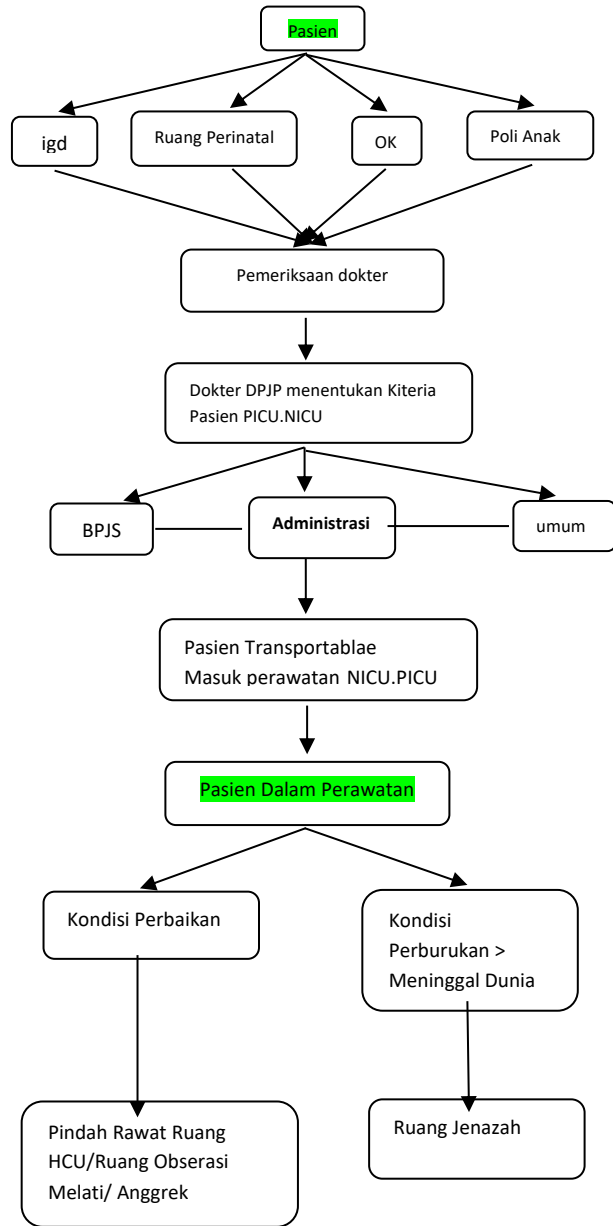 Pasien
igd
Ruang Perinatal
OK
Poli Anak
Pemeriksaan dokter
Dokter DPJP menentukan Kiteria
Pasien PICU.NICU
BPJS
Administrasi
umum
Pasien Transportablae
Masuk perawatan NICU.PICU
Pasien Dalam Perawatan
Kondisi Perbaikan
Kondisi
Perburukan >
Meninggal Dunia
Pindah Rawat Ruang
HCU/Ruang Obserasi
Melati/ Anggrek
Ruang Jenazah